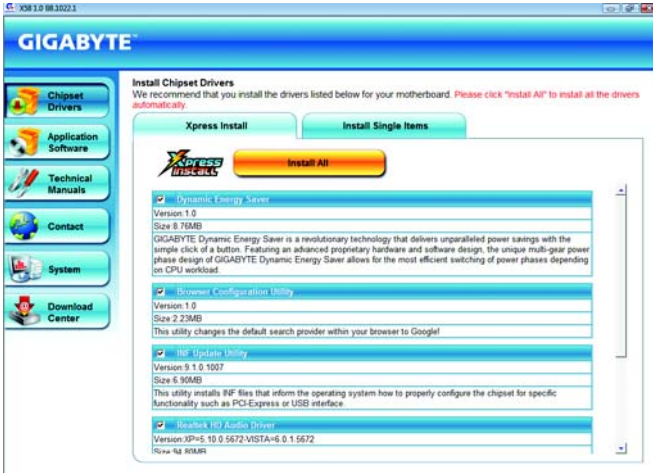 X58 1.0 B8.1022.1
GIGABYTE™
Chipset
Drivers
Application
Software
Technical
Manuals
Contact
System
Download
Center
Install Chipset Drivers
We recommend that you install the drivers listed below for your motherboard. Please click "Install All" to install all the drivers
automatically.
Xpress Install
Install Single Items
Xpress
INSTALL
Install All
Dynamic Energy Saver
Version:1.0
Size:8.76MB
GIGABYTE Dynamic Energy Saver is a revolutionary technology that delivers unparalleled power savings with the
simple click of a button. Featuring an advanced proprietary hardware and software design, the unique multi-gear power
phase design of GIGABYTE Dynamic Energy Saver allows for the most efficient switching of power phases depending
on CPU workload.
Browser Configuration Utility
Version:1.0
Size:2.23MB
This utility changes the default search provider within your browser to Google!
INF Update Utility
Version:9.1.0.1007
Size:6.90MB
This utility installs INF files that inform the operating system how to properly configure the chipset for specific
functionality such as PCI-Express or USB interface.
Realtek HD Audio Driver
Version:XP=5.10.0.5672-VISTA=6.0.1.5672
Size:94.80MB